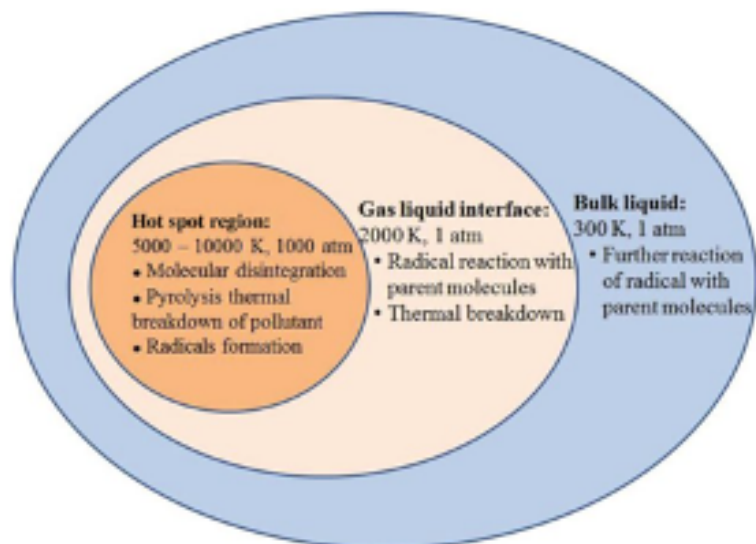 Hot spot region:
5000 – 10000 K, 1000 atm
• Molecular disintegration
• Pyrolysis thermal
breakdown of pollutant
• Radicals formation
Gas liquid interface:
2000 K, 1 atm
• Radical reaction with
parent molecules
• Thermal breakdown
Bulk liquid:
300 K, 1 atm
• Further reaction
of radical with
parent molecules